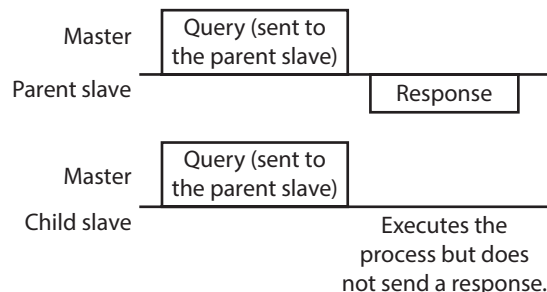 Master
Query (sent to
the parent slave)
Parent slave
Response
Master
Query (sent to
the parent slave)
Child slave
Executes the
process but does
not send a response.